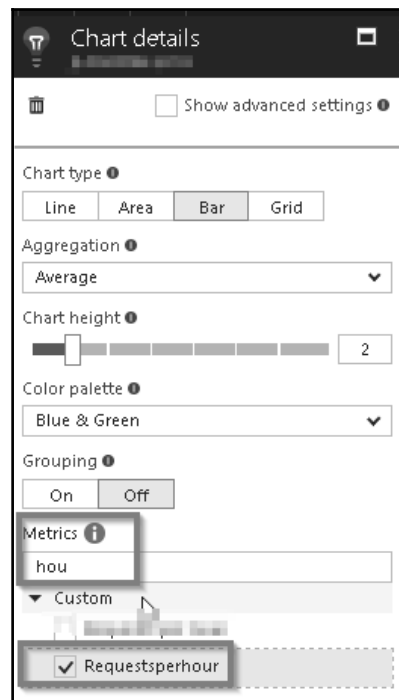 Chart details
Show advanced settings
Chart type
Line Area Bar Grid
Aggregation
Average
Chart height
2
Color palette
Blue & Green
Grouping
On Off
Metrics
hou
Custom
Requestsperhour